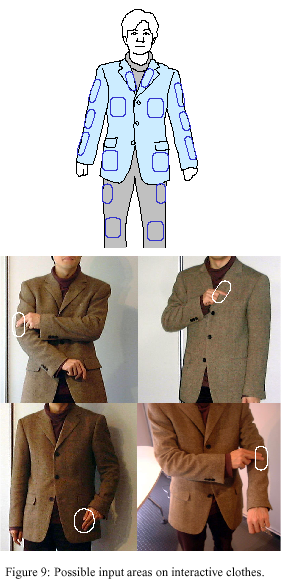 Figure 9: Possible input areas on interactive clothes.